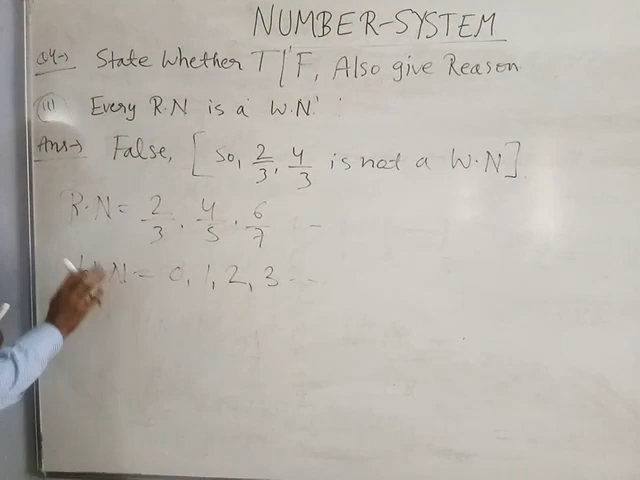 NUMBER-SYSTEM
Q4→ State Whether T/F, Also give Reason
(iii) Every R.N is a W.N.
Ans→ False, [So, 2/3, 4/3 is not a W.N].
R.N = 2/3, 4/5, 6/7 ...
W.N = 0, 1, 2, 3 ...